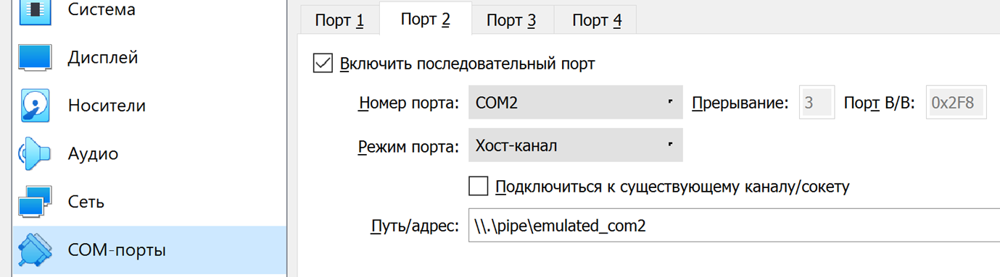 Система
Дисплей
Носители
Аудио
Сеть
COM-порты
Порт 1 Порт 2 Порт 3 Порт 4
Включить последовательный порт
Номер порта: COM2 Прерывание: 3 Порт В/В: 0x2F8
Режим порта: Хост-канал
Подключиться к существующему каналу/сокету
Путь/адрес: \\.\pipe\emulated_com2